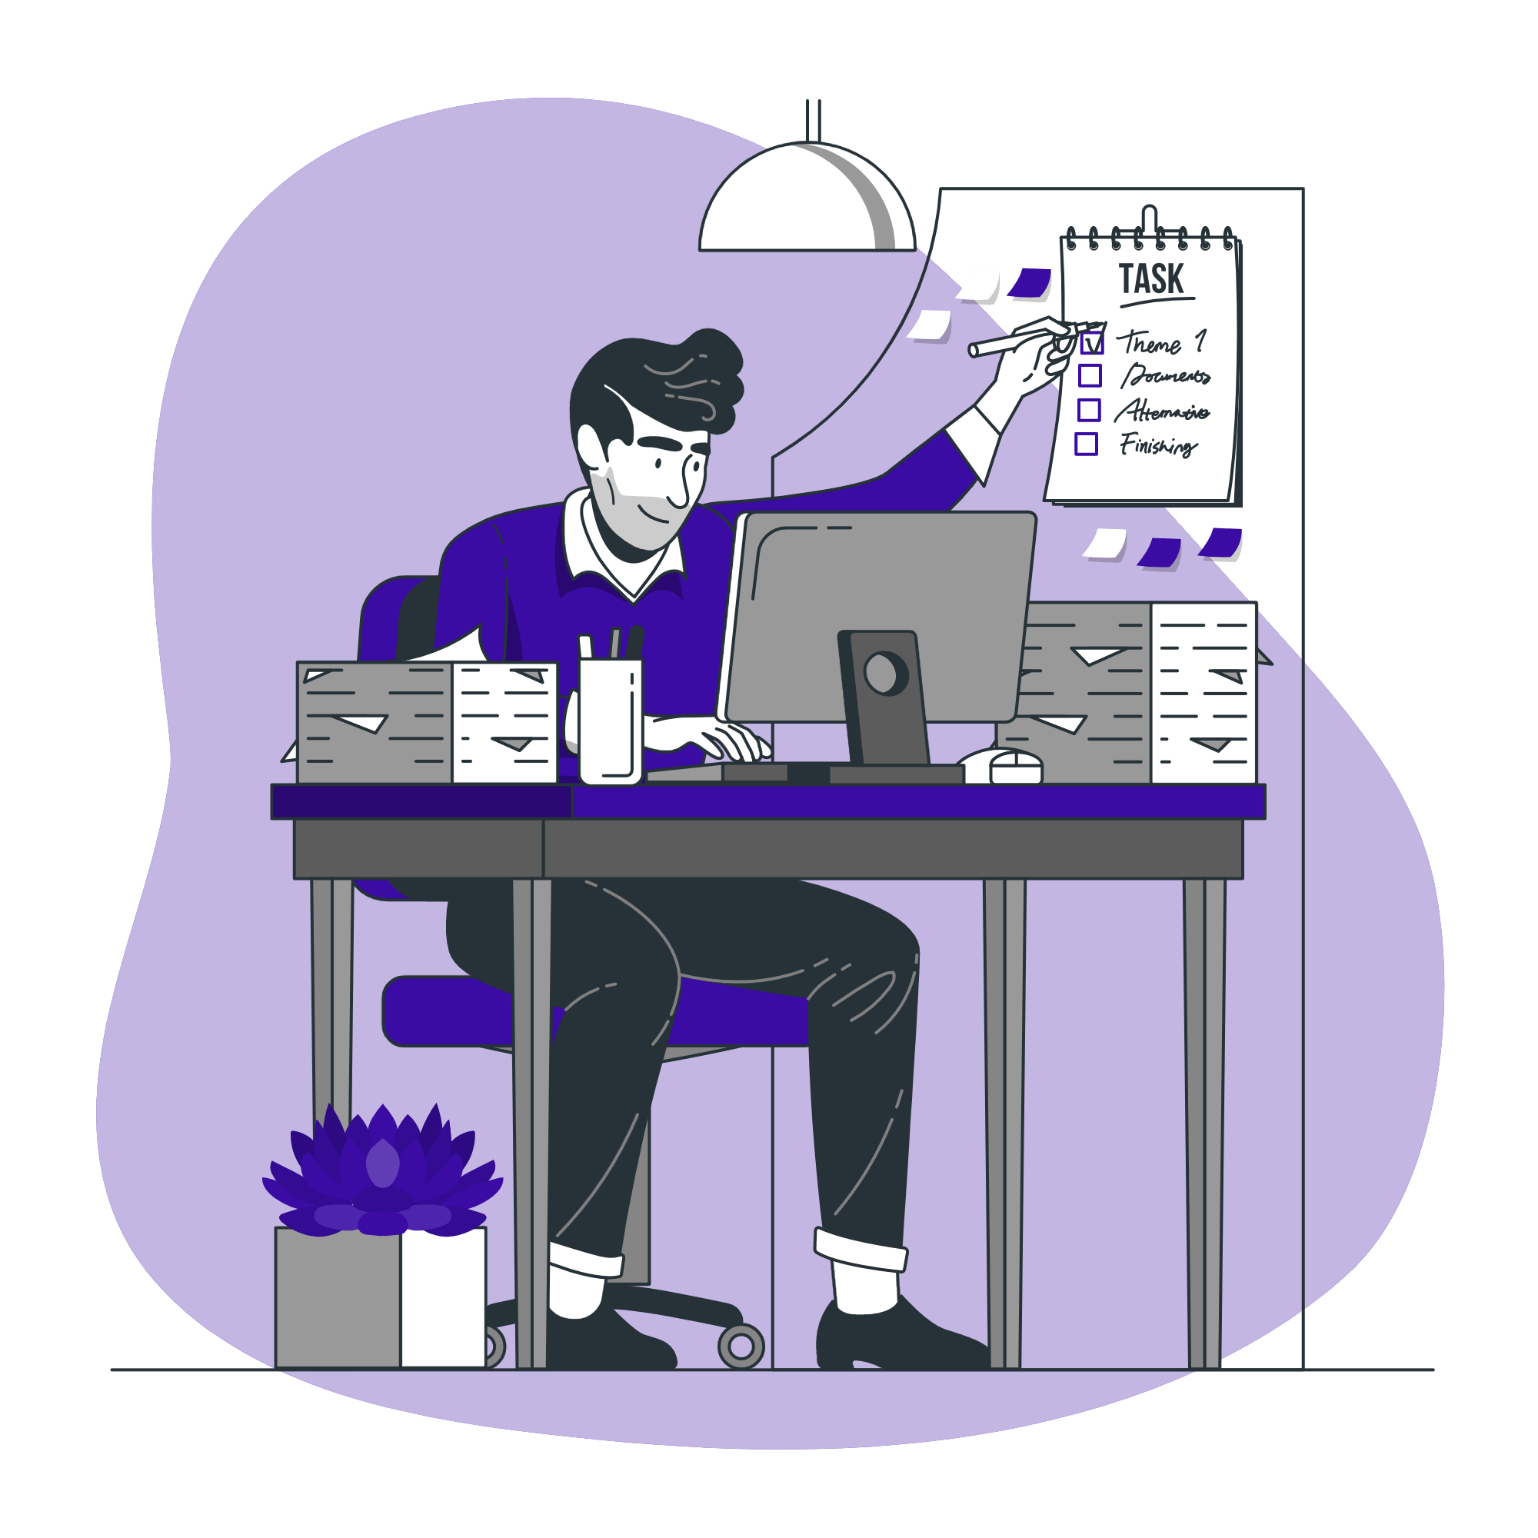 TASK
Theme 1
Documents
Alternative
Finishing